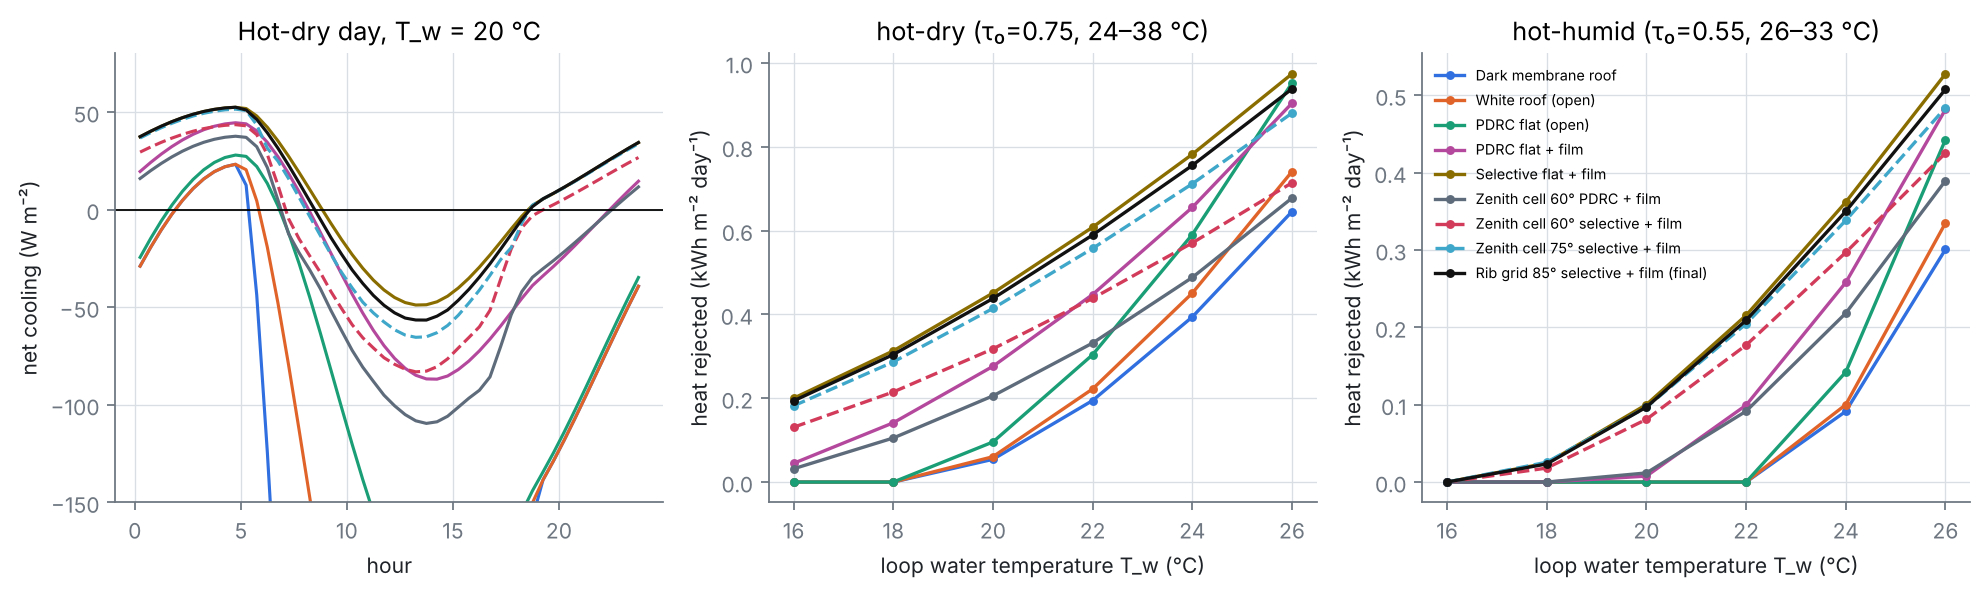 Hot-dry day, T_w = 20 °C
net cooling (W m⁻²)
50
0
−50
−100
−150
0
5
10
15
20
hour
hot-dry (τ₀=0.75, 24–38 °C)
heat rejected (kWh m⁻² day⁻¹)
1.0
0.8
0.6
0.4
0.2
0.0
16
18
20
22
24
26
loop water temperature T_w (°C)
hot-humid (τ₀=0.55, 26–33 °C)
heat rejected (kWh m⁻² day⁻¹)
0.5
0.4
0.3
0.2
0.1
0.0
Dark membrane roof
White roof (open)
PDRC flat (open)
PDRC flat + film
Selective flat + film
Zenith cell 60° PDRC + film
Zenith cell 60° selective + film
Zenith cell 75° selective + film
Rib grid 85° selective + film (final)
16
18
20
22
24
26
loop water temperature T_w (°C)